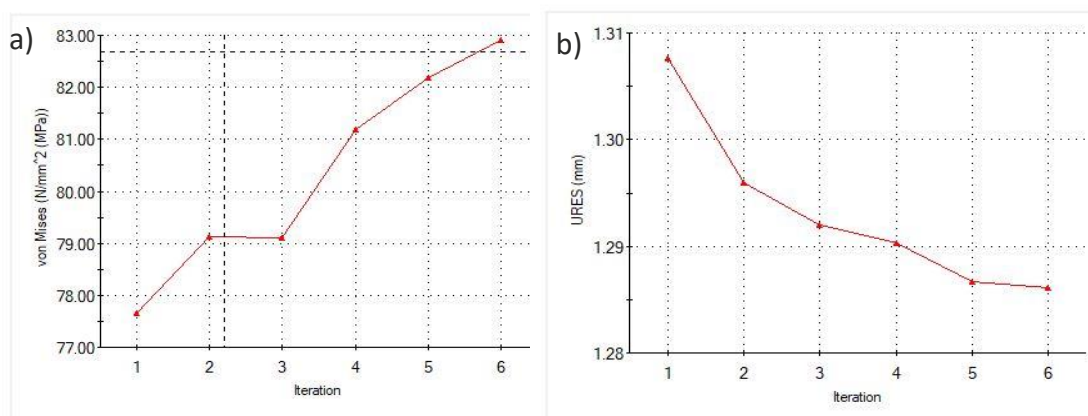 a)
83.00
82.00
81.00
80.00
79.00
78.00
77.00
von Mises (N/mm^2 (MPa))
1 2 3 4 5 6
Iteration
b)
1.31
1.30
1.29
1.28
URES (mm)
1 2 3 4 5 6
Iteration